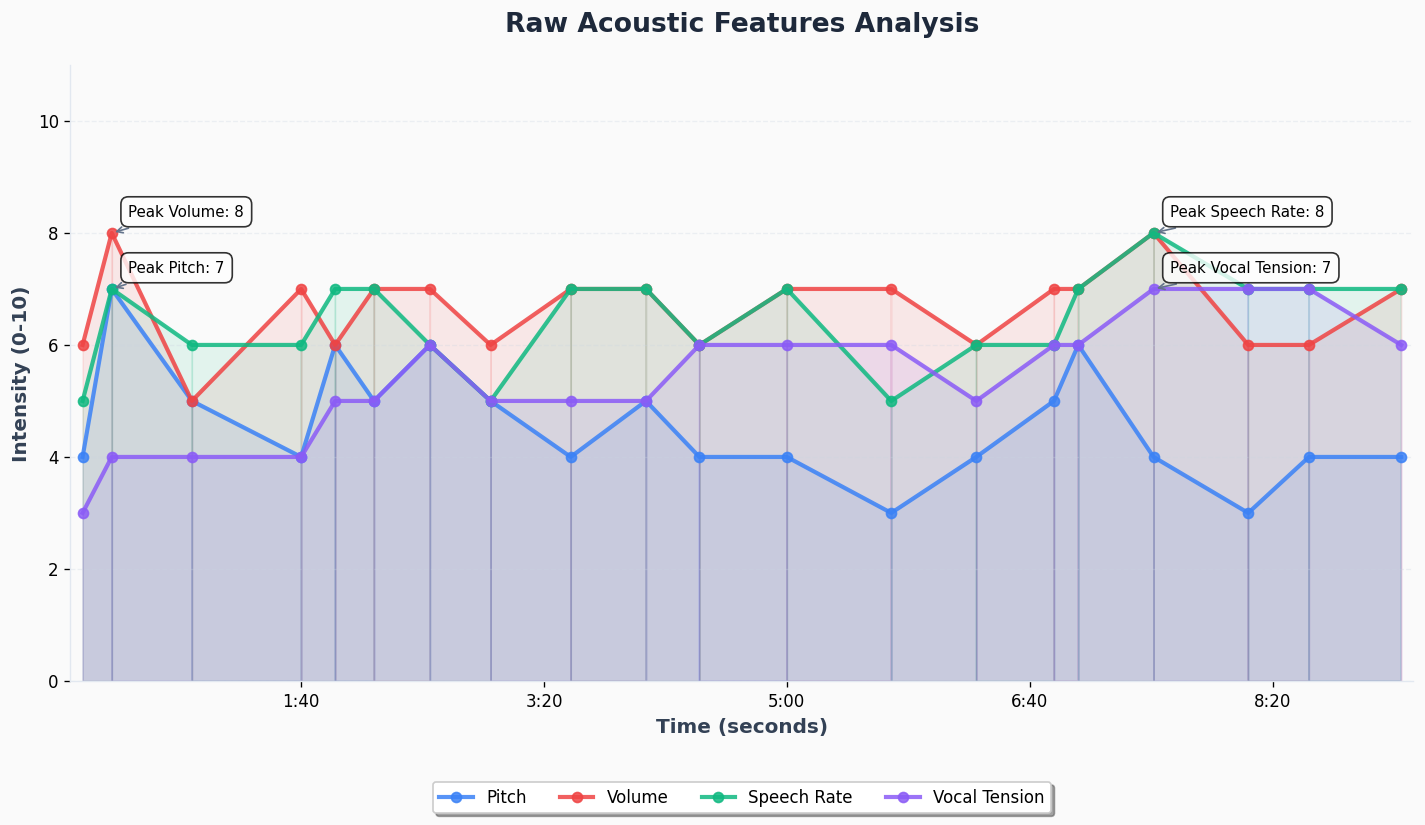 Raw Acoustic Features Analysis
Intensity (0-10)
10
8
6
4
2
0
Peak Volume: 8
Peak Pitch: 7
Peak Speech Rate: 8
Peak Vocal Tension: 7
1:40 3:20 5:00 6:40 8:20
Time (seconds)
Pitch Volume Speech Rate Vocal Tension